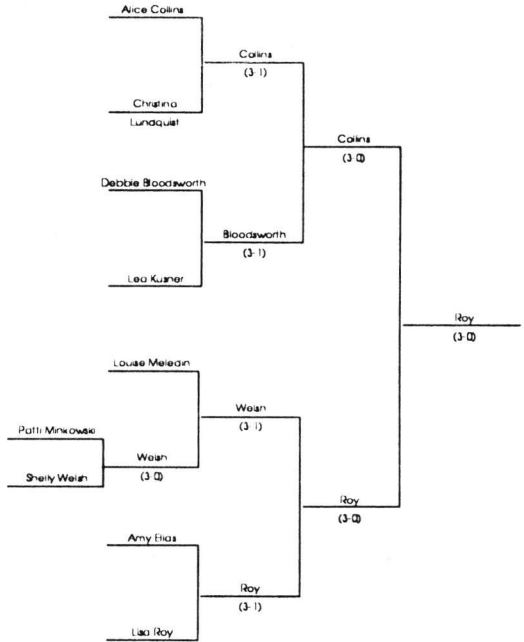 Alice Collins
Collins
(3-1)
Christina
Lundquist
Collins
(3-0)
Debbie Bloodsworth
Bloodsworth
(3-1)
Lea Kusner
Roy
(3-0)
Louise Meledin
Welsh
(3-1)
Patti Minkowski
Welsh
(3-0)
Shelly Welsh
Roy
(3-0)
Amy Elias
Roy
(3-1)
Lisa Roy